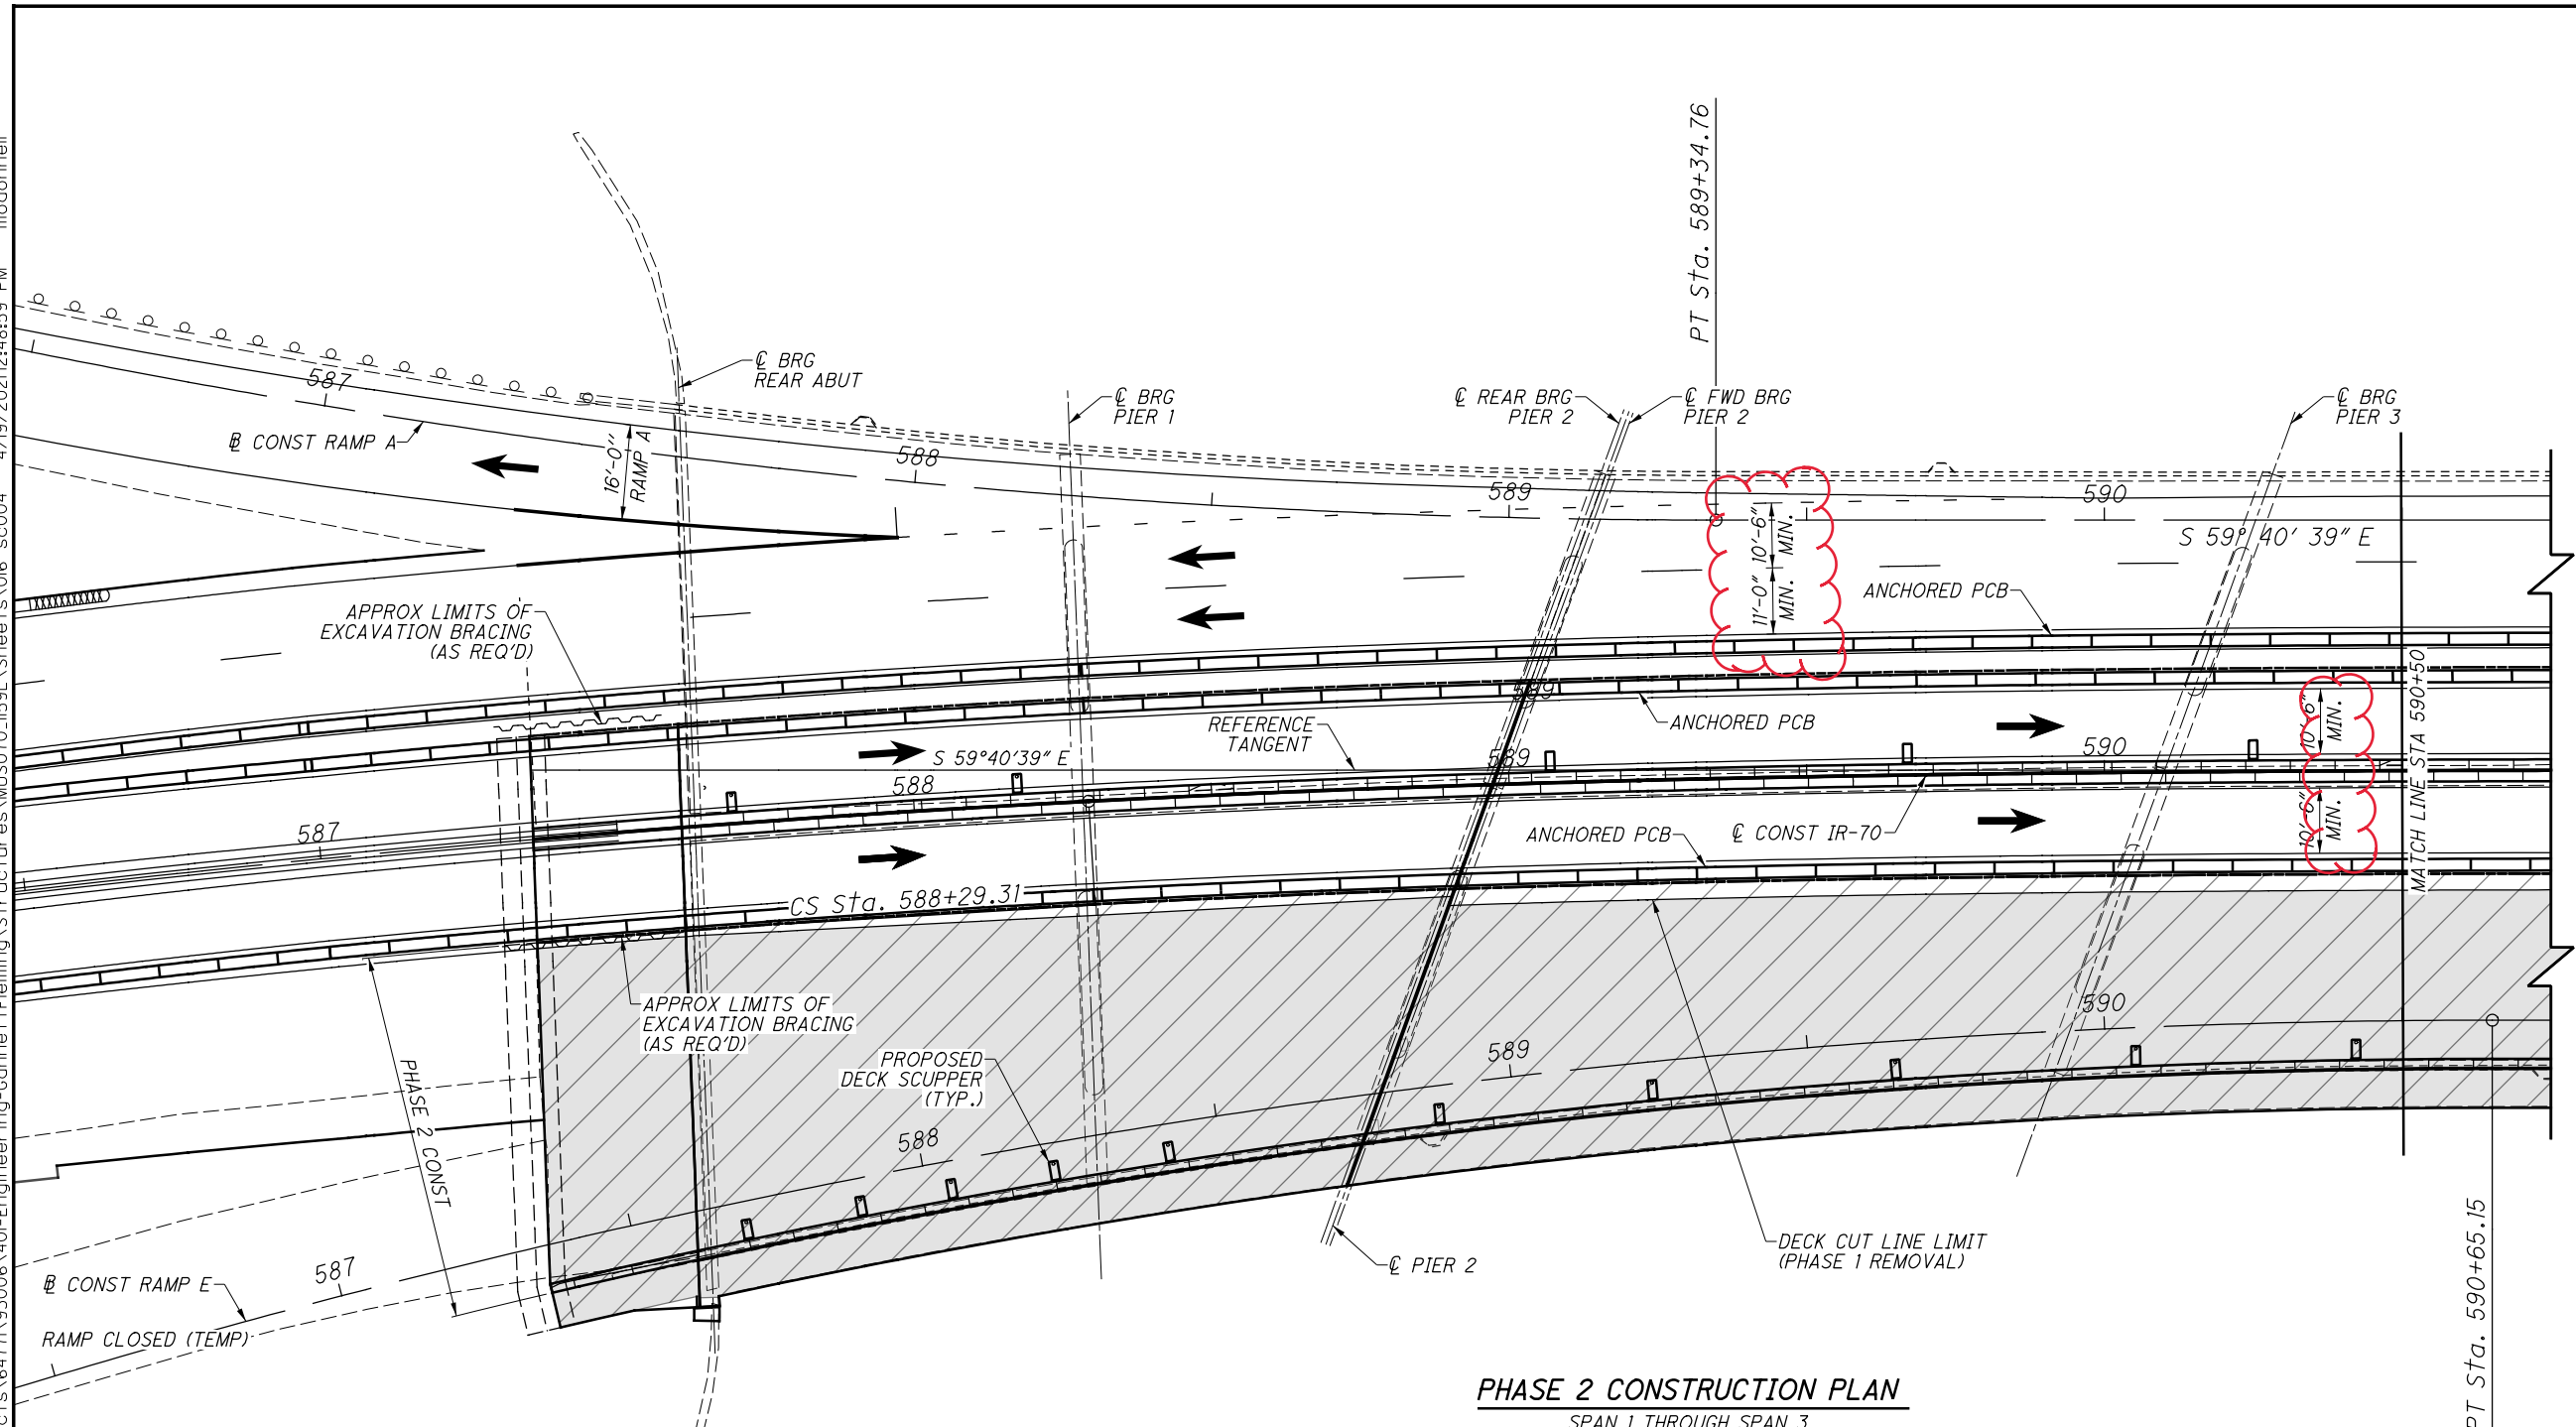 PT Sta. 589+34.76
℄ BRG
REAR ABUT
℄ BRG
PIER 1
℄ REAR BRG
PIER 2
℄ FWD BRG
PIER 2
℄ BRG
PIER 3
587
588
589
590
B CONST RAMP A
16'-0"
RAMP A
S 59° 40' 39" E
10'-6"
MIN.
11'-0"
MIN.
ANCHORED PCB
APPROX LIMITS OF
EXCAVATION BRACING
(AS REQ'D)
589
ANCHORED PCB
REFERENCE
TANGENT
S 59°40'39" E
587
588
589
590
10'-6"
MIN.
10'-6"
MIN.
MATCH LINE STA 590+50
ANCHORED PCB
℄ CONST IR-70
CS Sta. 588+29.31
APPROX LIMITS OF
EXCAVATION BRACING
(AS REQ'D)
PROPOSED
DECK SCUPPER
(TYP.)
PHASE 2 CONST
587
588
589
590
B CONST RAMP E
RAMP CLOSED (TEMP)
℄ PIER 2
DECK CUT LINE LIMIT
(PHASE 1 REMOVAL)
PT Sta. 590+65.15
PHASE 2 CONSTRUCTION PLAN
SPAN 1 THROUGH SPAN 3